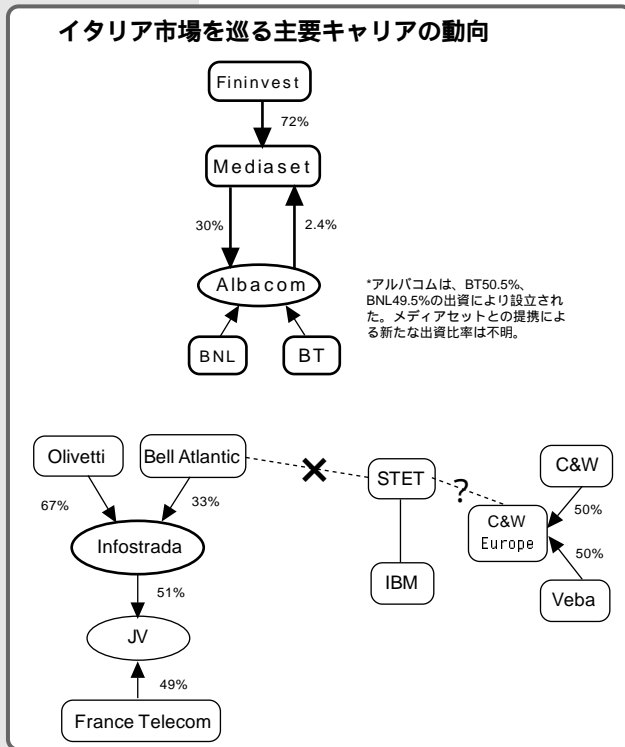 イタリア市場を巡る主要キャリアの動向
Fininvest
72%
Mediaset
30%
2.4%
Albacom
*アルバコムは、BT50.5%、
BNL49.5%の出資により設立され
た。メディアセットとの提携によ
る新たな出資比率は不明。
BNL
BT
Olivetti
Bell Atlantic
STET
?
C&W
67%
33%
50%
C&W
Europe
Infostrada
50%
IBM
Veba
51%
JV
49%
France Telecom